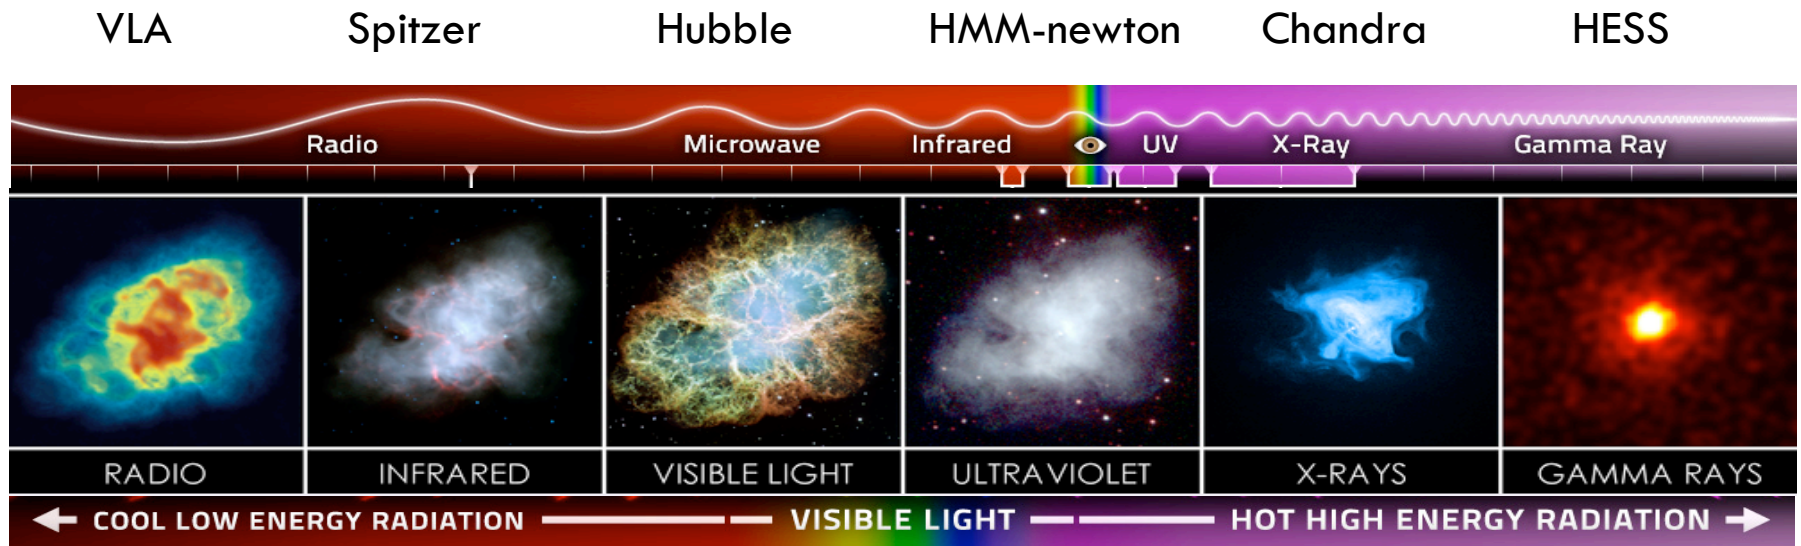 VLA Spitzer Hubble HMM-newton Chandra HESS
Radio Microwave Infrared UV X-Ray Gamma Ray
RADIO INFRARED VISIBLE LIGHT ULTRAVIOLET X-RAYS GAMMA RAYS
COOL LOW ENERGY RADIATION VISIBLE LIGHT HOT HIGH ENERGY RADIATION